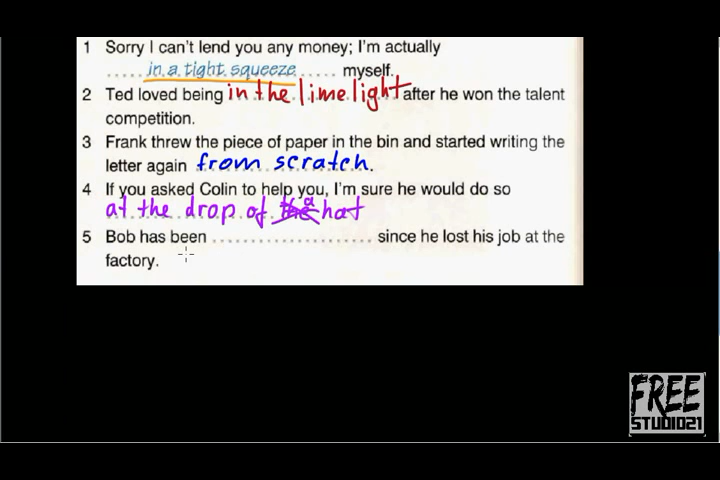 1 Sorry I can't lend you any money; I'm actually
.....in a tight squeeze...... myself.
2 Ted loved being in the limelight after he won the talent
competition.
3 Frank threw the piece of paper in the bin and started writing the
letter again from scratch.
4 If you asked Colin to help you, I'm sure he would do so
at the drop of the a hat
5 Bob has been ........................ since he lost his job at the
factory.
FREE
STUDIO21